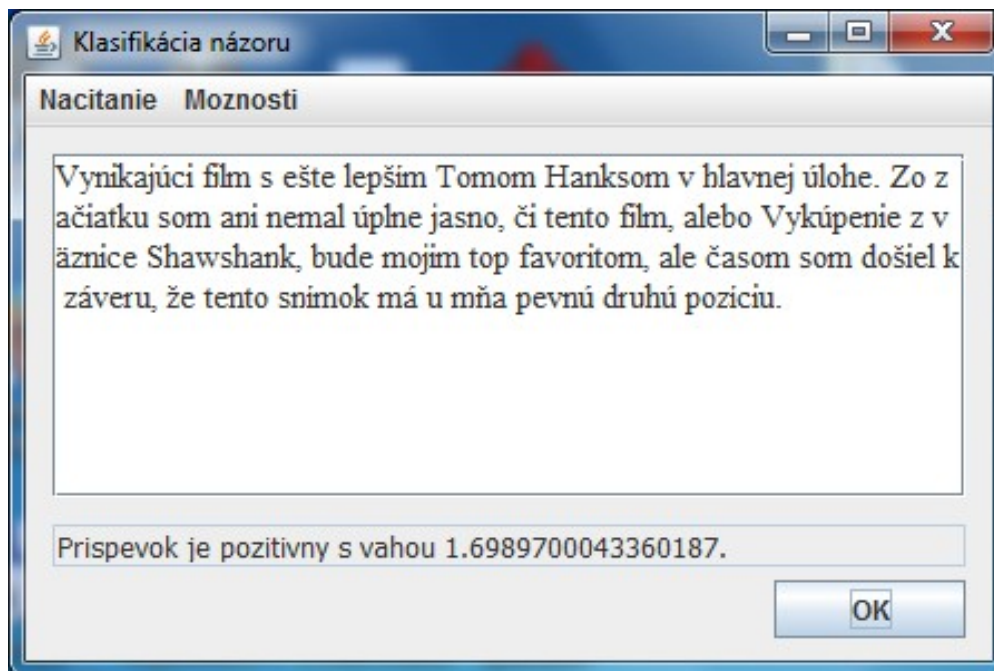 Klasifikácia názoru
Nacitanie Moznosti
Vynikajúci film s ešte lepšim Tomom Hanksom v hlavnej úlohe. Zo z
ačiatku som ani nemal úplne jasno, či tento film, alebo Vykúpenie z v
äznice Shawshank, bude mojim top favoritom, ale časom som došiel k
záveru, že tento snimok má u mňa pevnú druhú pozíciu.
Prispevok je pozitivny s vahou 1.6989700043360187.
OK